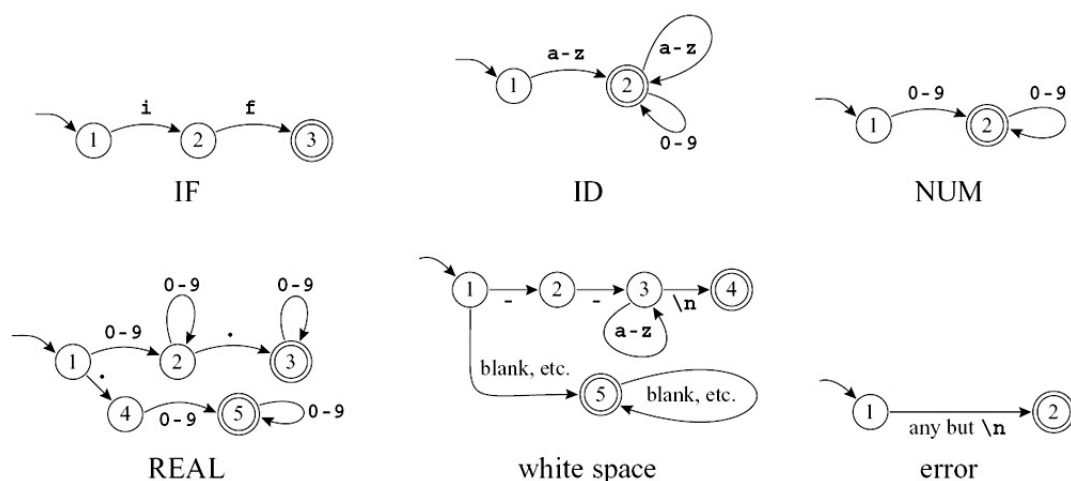 i
f
1
2
3
IF
a-z
a-z
1
2
0-9
ID
0-9
0-9
1
2
NUM
0-9
0-9
0-9
.
1
2
3
.
4
0-9
5
0-9
REAL
1
-
2
-
3
\n
4
a-z
blank, etc.
5
blank, etc.
white space
1
any but \n
2
error